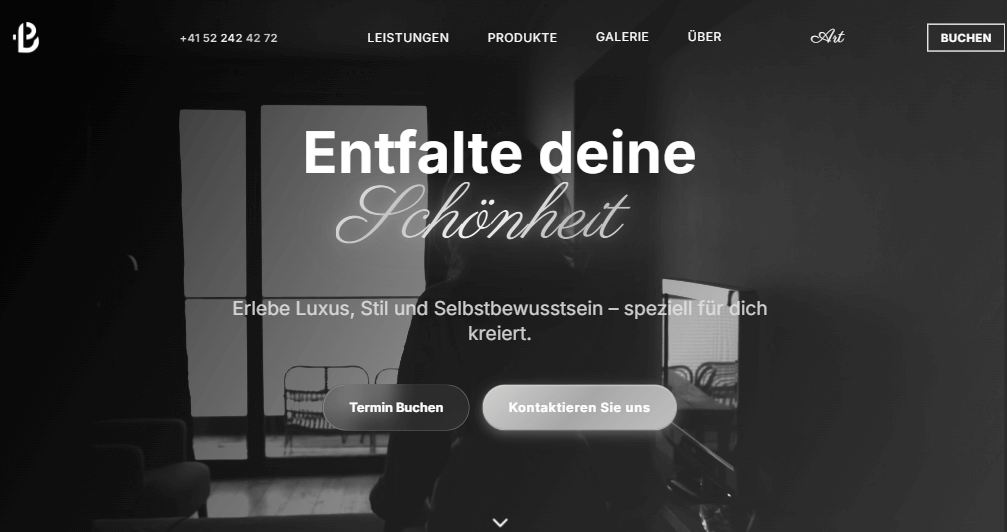 +41 52 242 42 72
LEISTUNGEN
PRODUKTE
GALERIE
ÜBER
Art
BUCHEN
Entfalte deine
Schönheit
Erlebe Luxus, Stil und Selbstbewusstsein – speziell für dich
kreiert.
Termin Buchen
Kontaktieren Sie uns